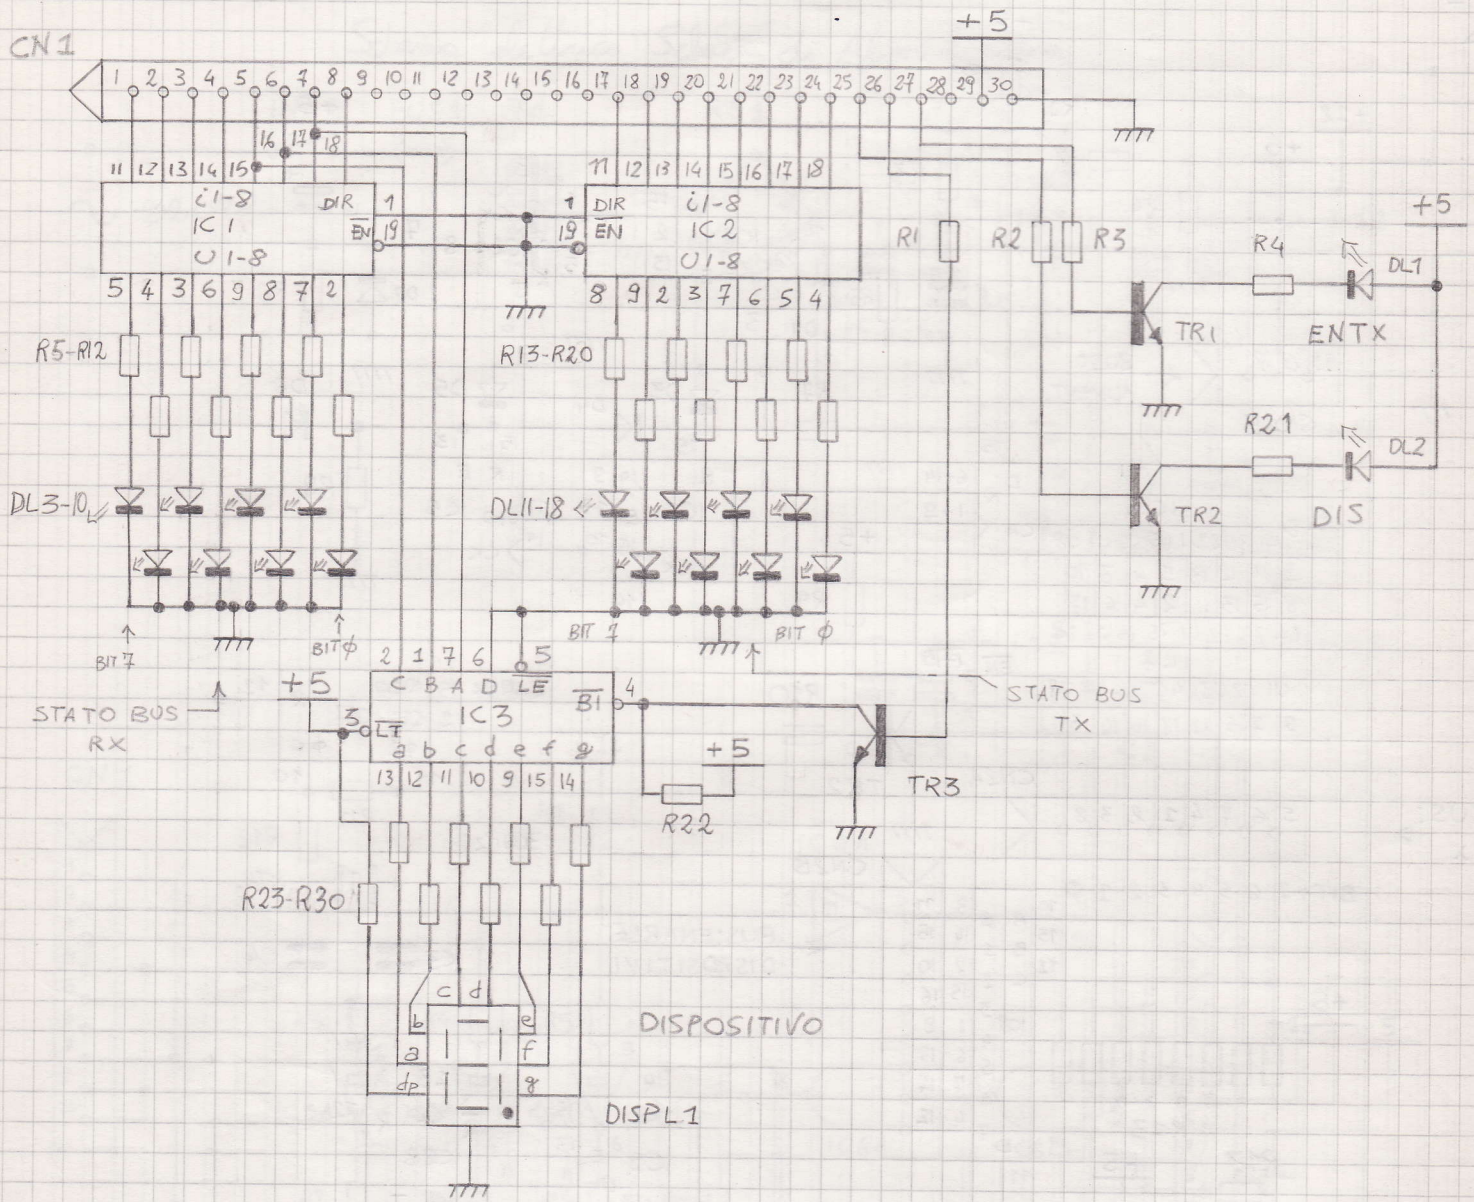 +5
CN1
1 2 3 4 5 6 7 8 9 10 11 12 13 14 15 16 17 18 19 20 21 22 23 24 25 26 27 28 29 30
16 17 18
11 12 13 14 15
11 12 13 14 15 16 17 18
i1-8 DIR 1
IC1 EN 19
U1-8
1 DIR i1-8
19 EN IC2
U1-8
R1 R2 R3
+5
R4 DL1
TR1 ENTX
5 4 3 6 9 8 7 2
8 9 2 3 7 6 5 4
R5-R12
R13-R20
R21 DL2
TR2 DIS
DL3-10
DL11-18
BIT 7
BIT ϕ
BIT 7
BIT ϕ
STATO BUS
RX
STATO BUS
TX
+5
2 1 7 6 5
C B A D LE
3 LT IC3 BI 4
a b c d e f g
13 12 11 10 9 15 14
+5
R22
TR3
R23-R30
c d
b e
a f
dp g
DISPOSITIVO
DISPL1